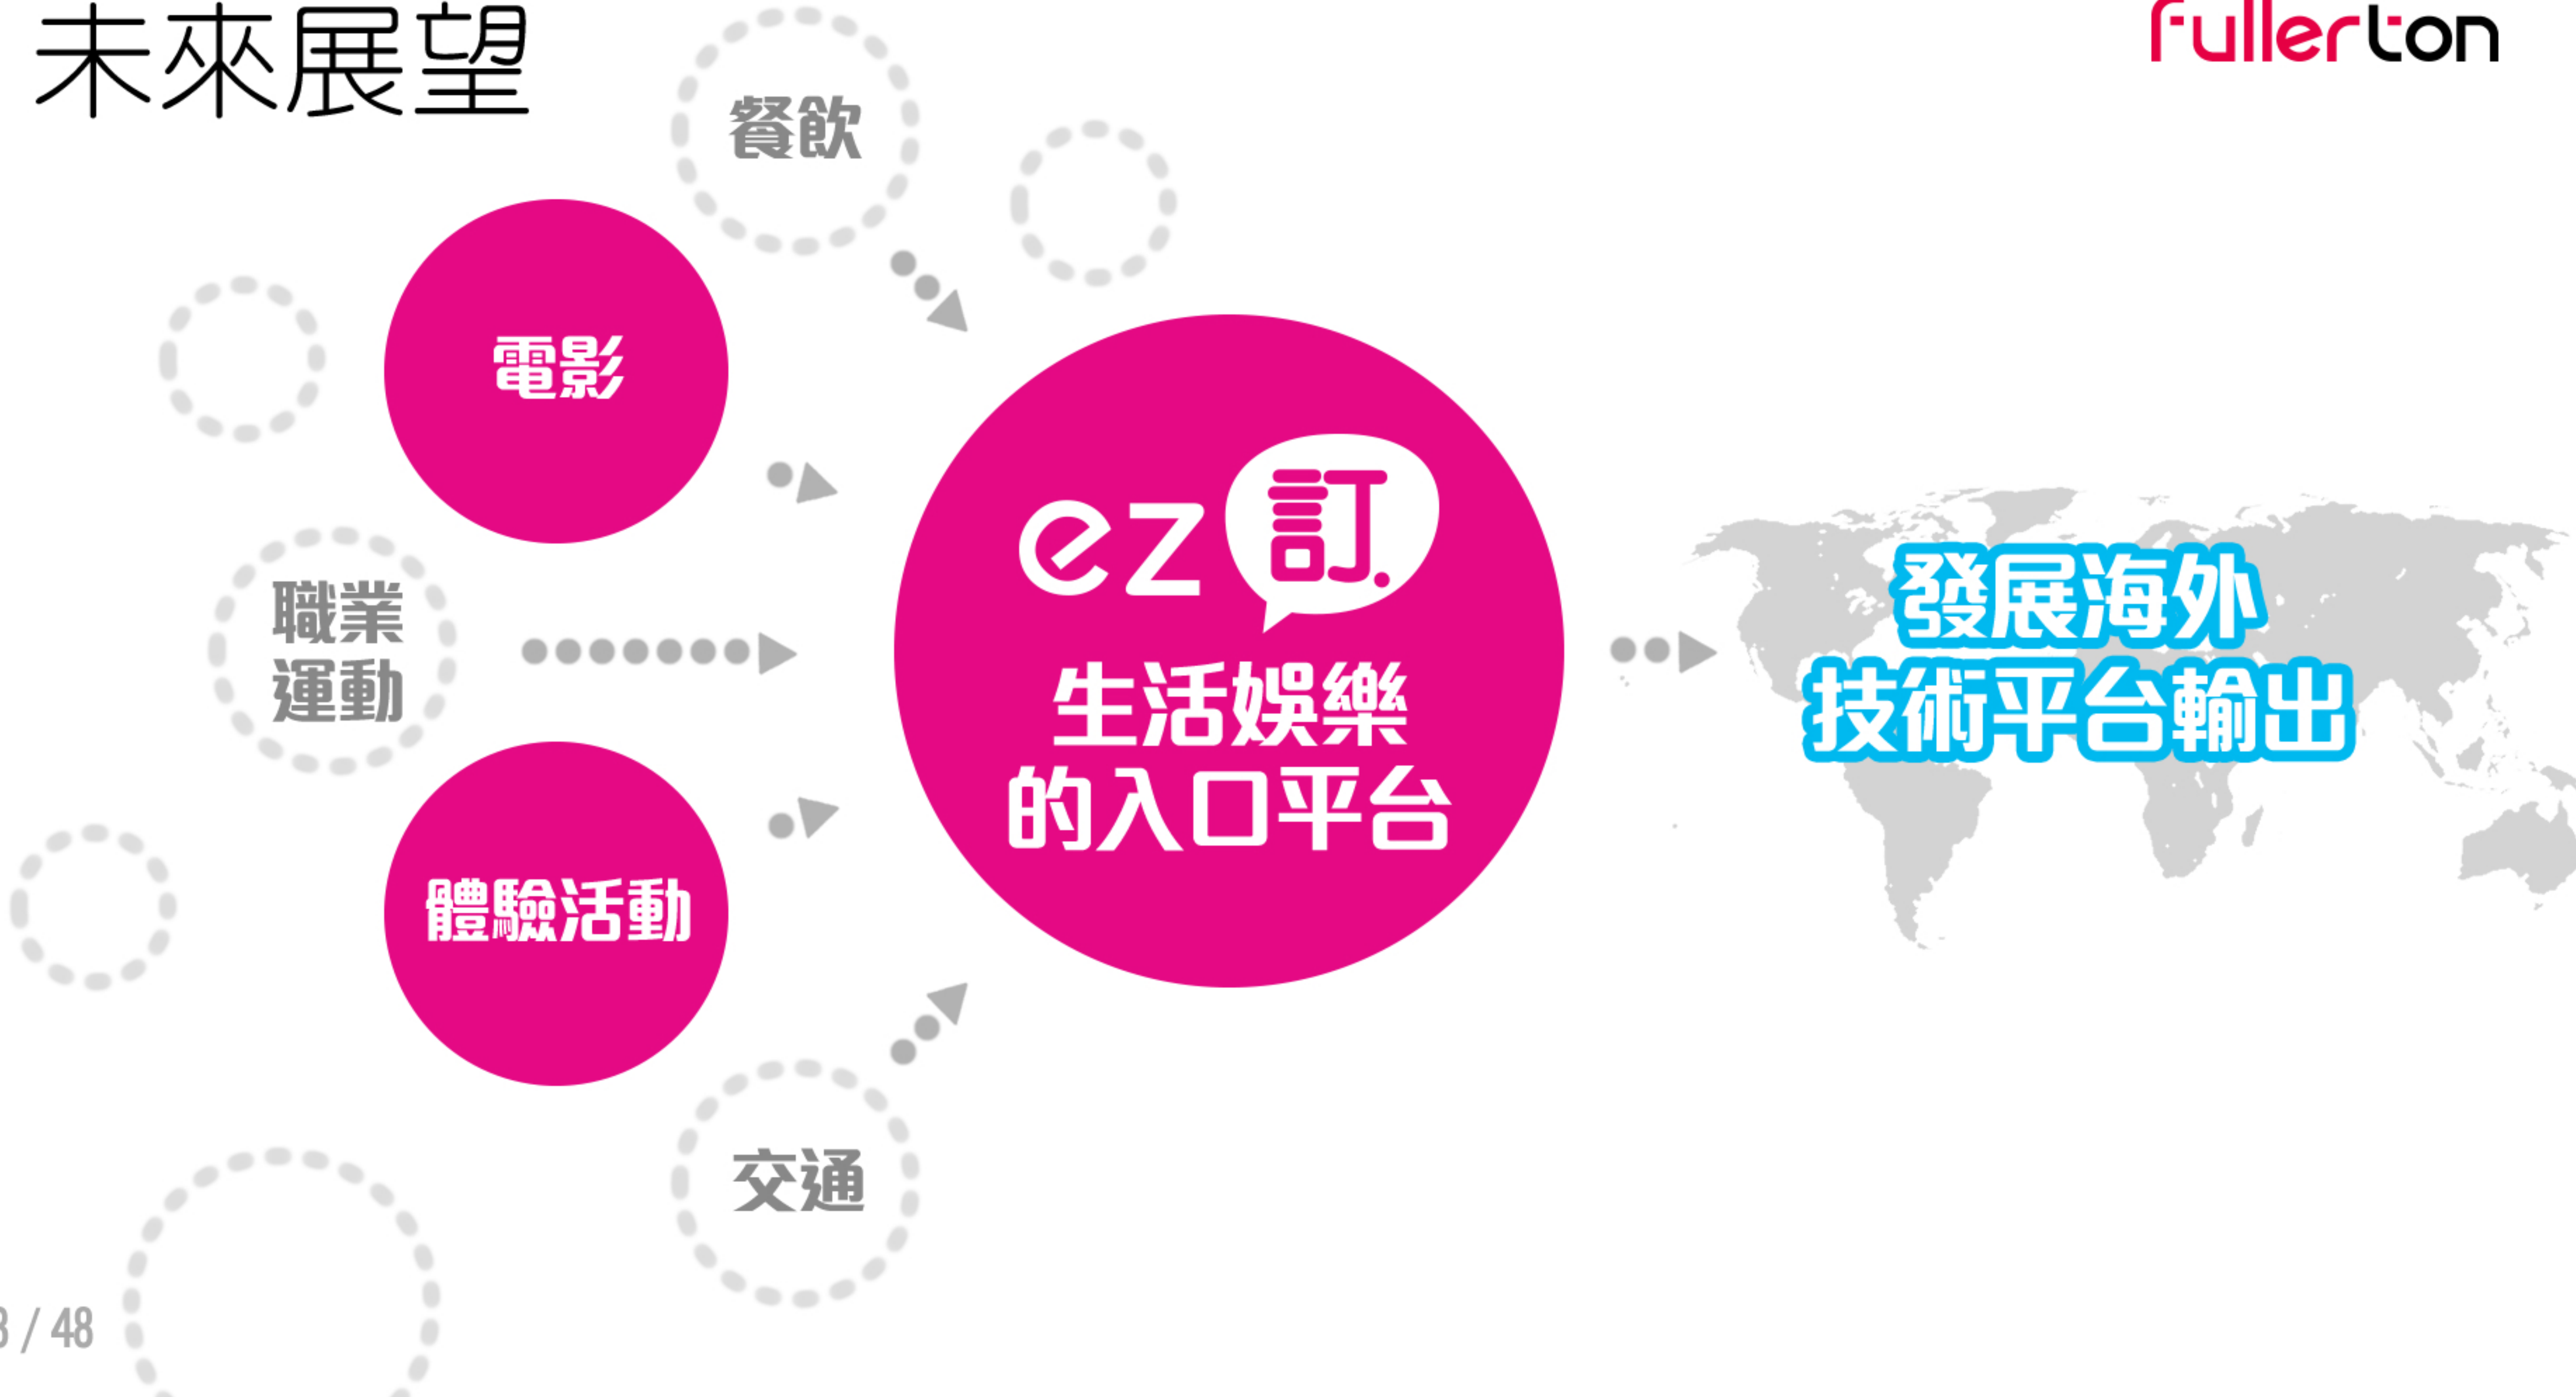 未來展望
fullerton
餐飲
電影
職業
運動
體驗活動
交通
ez訂.
生活娛樂
的入口平台
發展海外
技術平台輸出
/ 48